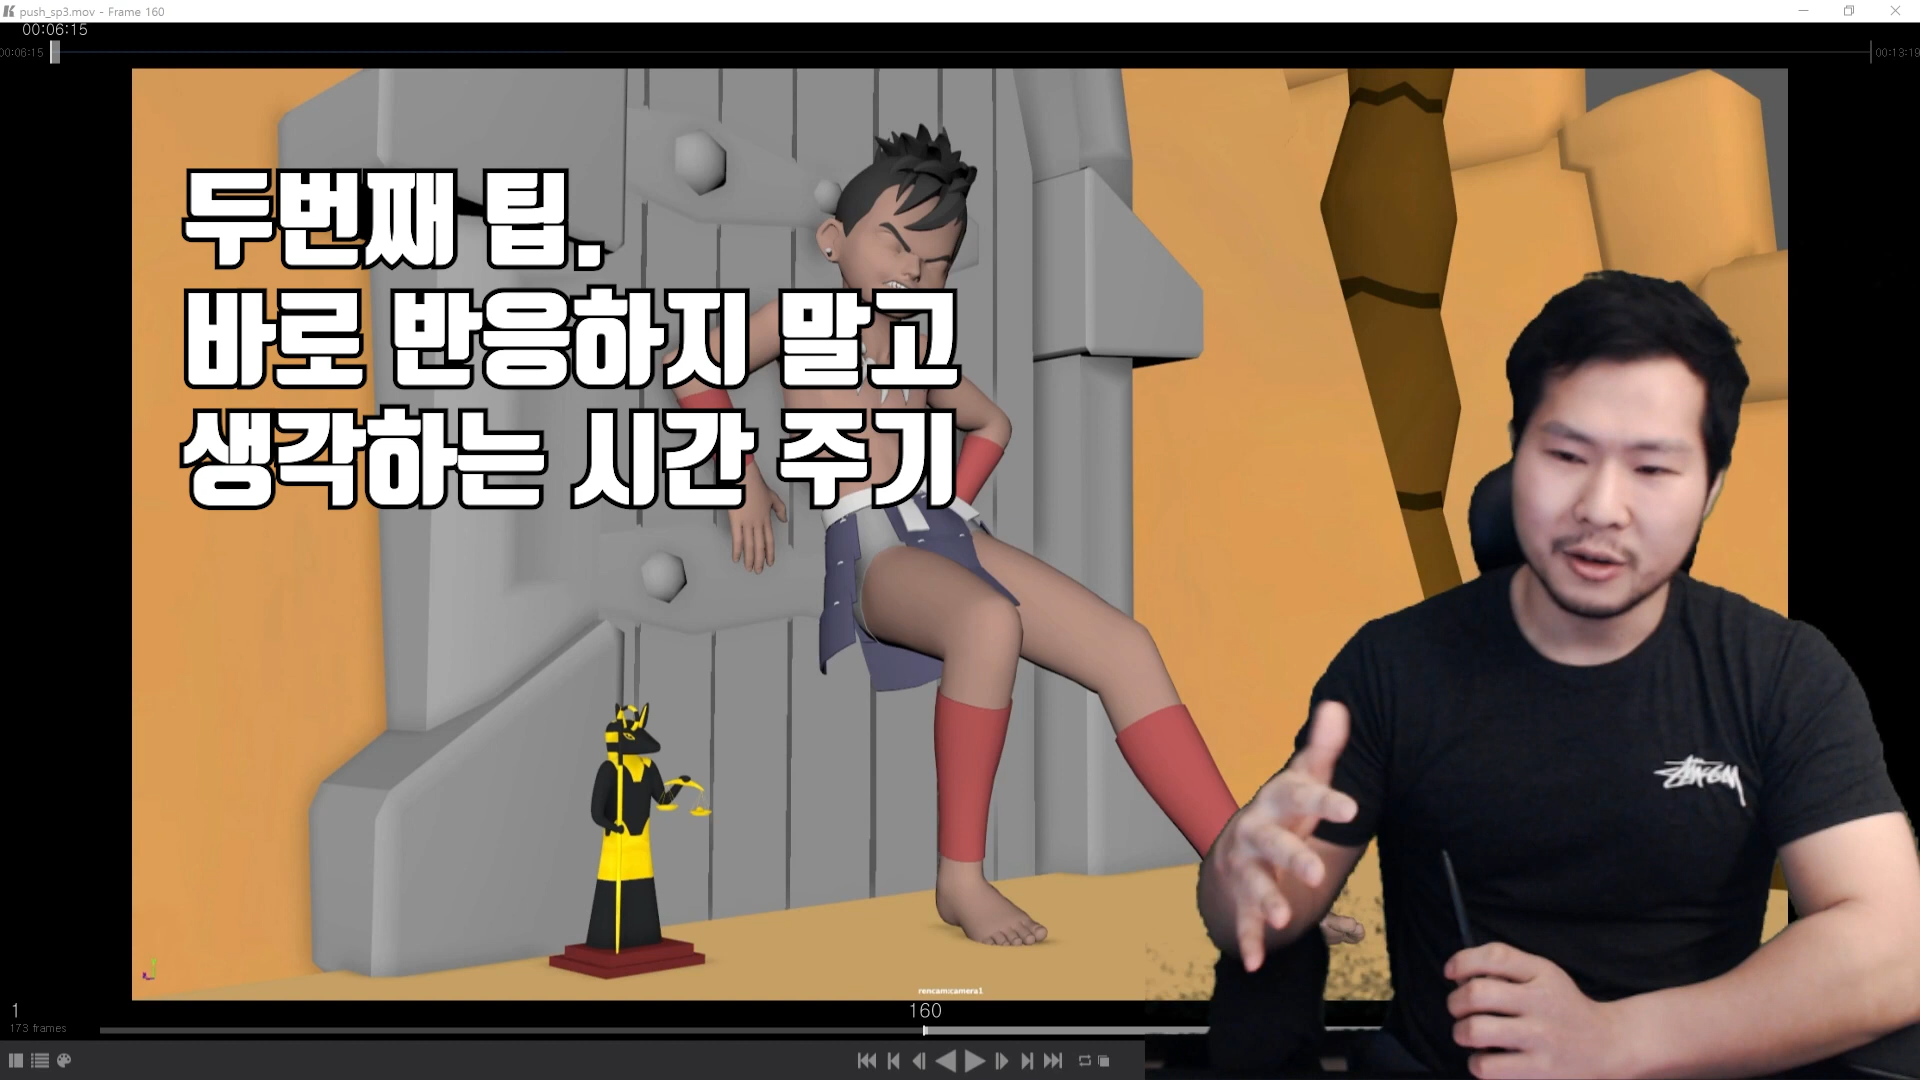 push_sp3.mov - Frame 160
00:06:15
00:06:15
00:13:19
두번째 팁.
바로 반응하지 말고
생각하는 시간 주기
STÜSSY
rencam:camera1
1
160
173 frames